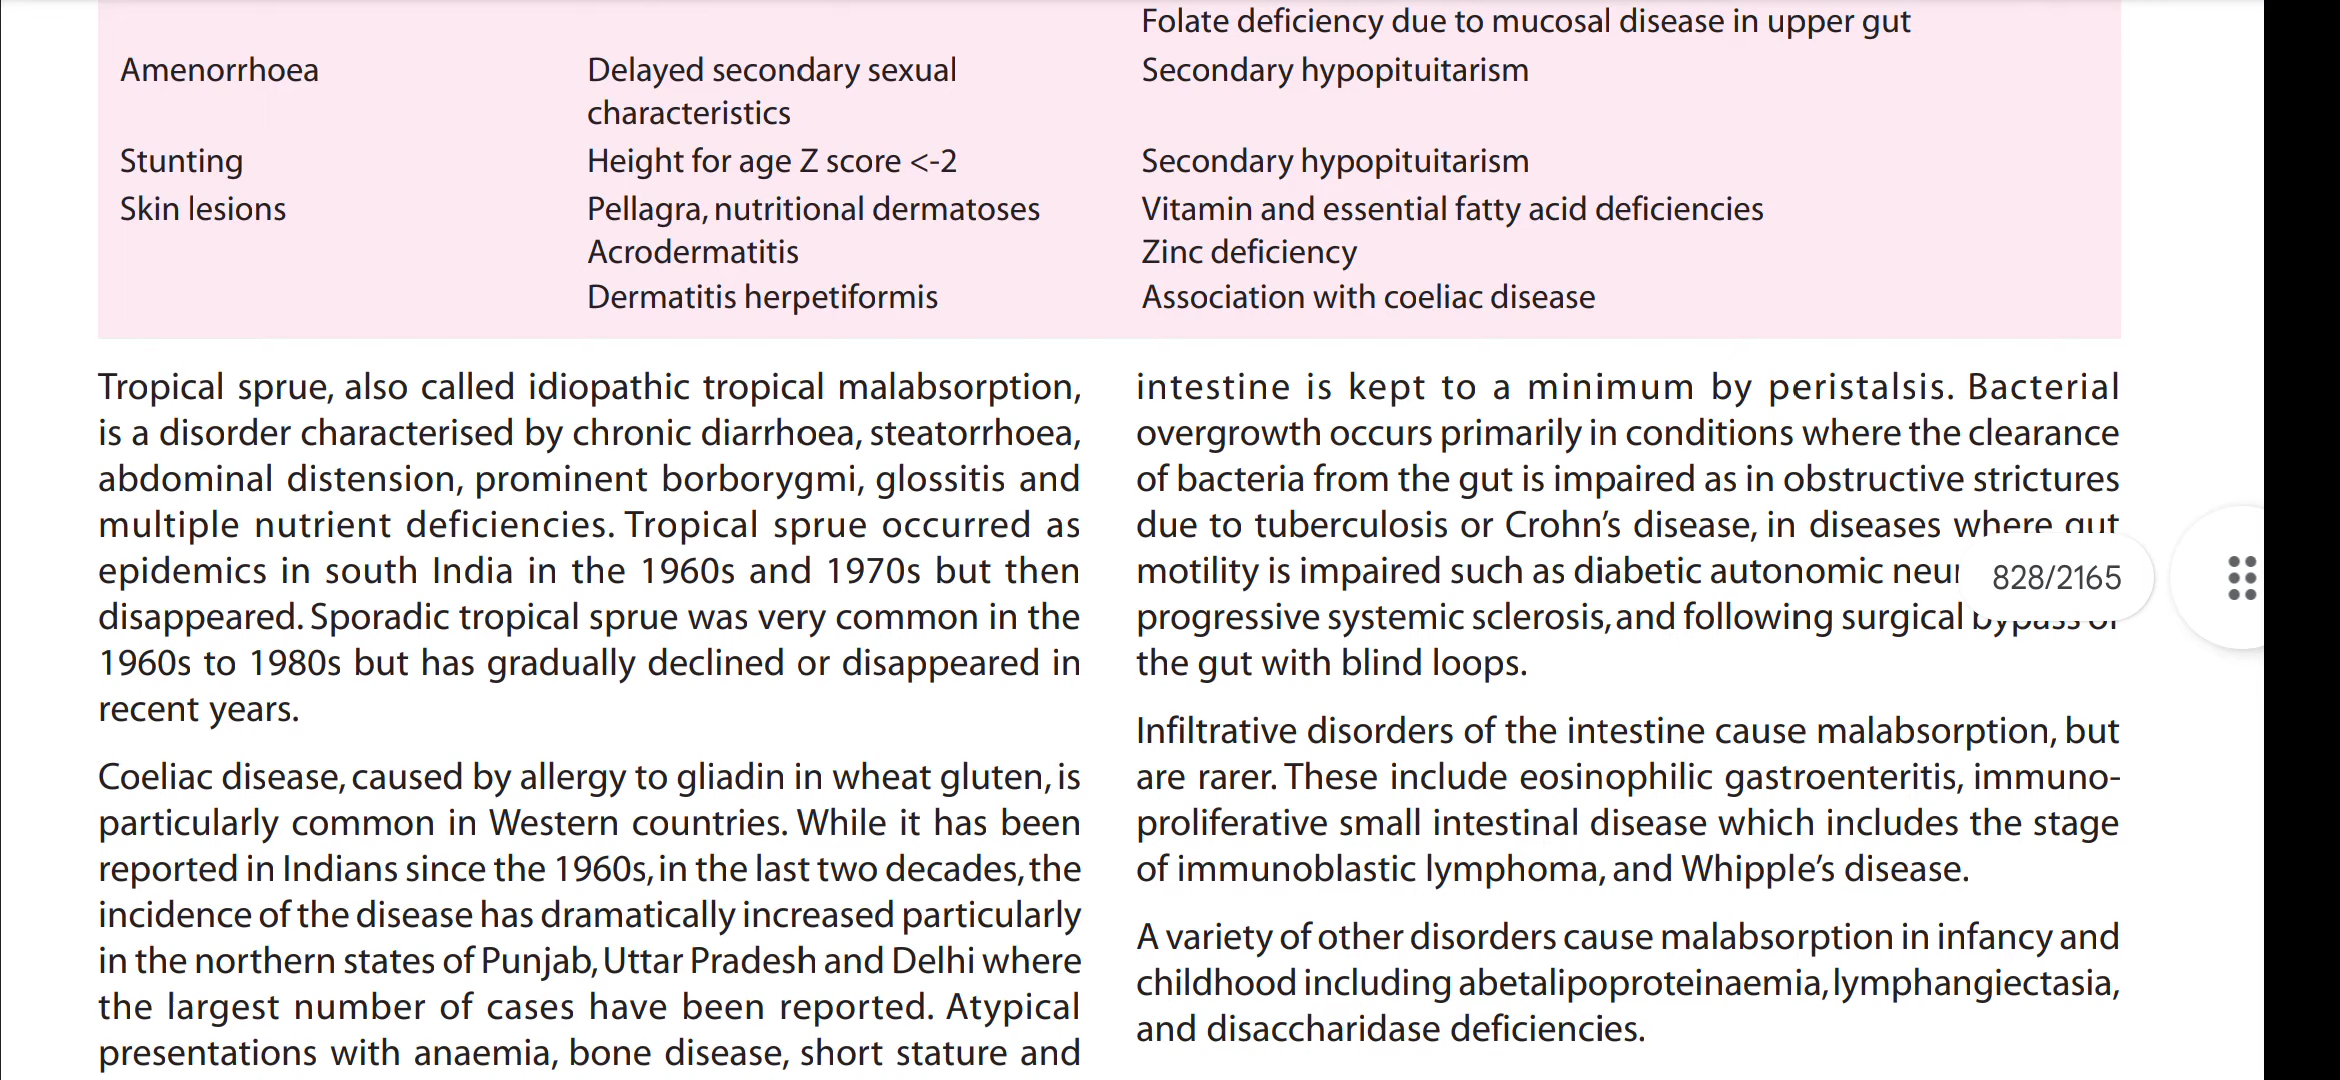 Folate deficiency due to mucosal disease in upper gut
Amenorrhoea Delayed secondary sexual Secondary hypopituitarism
characteristics
Stunting Height for age Z score <-2 Secondary hypopituitarism
Skin lesions Pellagra, nutritional dermatoses Vitamin and essential fatty acid deficiencies
Acrodermatitis Zinc deficiency
Dermatitis herpetiformis Association with coeliac disease
Tropical sprue, also called idiopathic tropical malabsorption,
is a disorder characterised by chronic diarrhoea, steatorrhoea,
abdominal distension, prominent borborygmi, glossitis and
multiple nutrient deficiencies. Tropical sprue occurred as
epidemics in south India in the 1960s and 1970s but then
disappeared. Sporadic tropical sprue was very common in the
1960s to 1980s but has gradually declined or disappeared in
recent years.
Coeliac disease, caused by allergy to gliadin in wheat gluten, is
particularly common in Western countries. While it has been
reported in Indians since the 1960s, in the last two decades, the
incidence of the disease has dramatically increased particularly
in the northern states of Punjab, Uttar Pradesh and Delhi where
the largest number of cases have been reported. Atypical
presentations with anaemia, bone disease, short stature and
intestine is kept to a minimum by peristalsis. Bacterial
overgrowth occurs primarily in conditions where the clearance
of bacteria from the gut is impaired as in obstructive strictures
due to tuberculosis or Crohn's disease, in diseases where gut
motility is impaired such as diabetic autonomic
progressive systemic sclerosis, and following surgical bypass of
the gut with blind loops.
Infiltrative disorders of the intestine cause malabsorption, but
are rarer. These include eosinophilic gastroenteritis, immuno-
proliferative small intestinal disease which includes the stage
of immunoblastic lymphoma, and Whipple's disease.
A variety of other disorders cause malabsorption in infancy and
childhood including abetalipoproteinaemia, lymphangiectasia,
and disaccharidase deficiencies.
828/2165